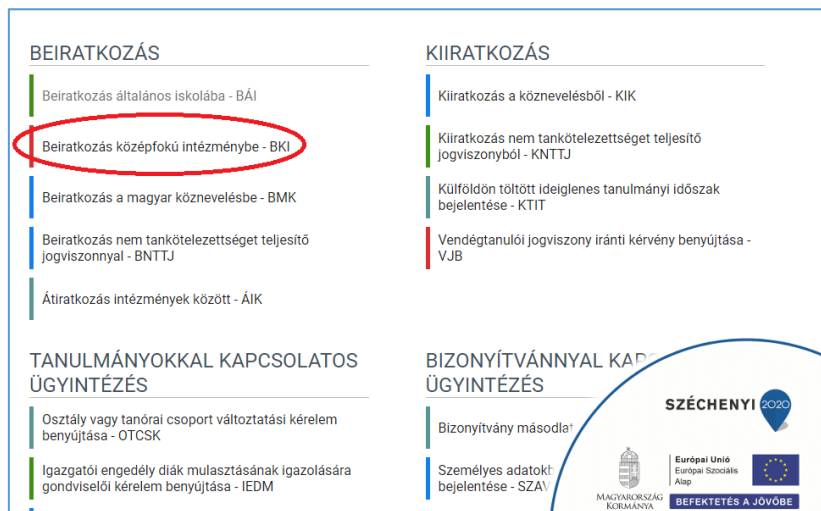 BEIRATKOZÁS
Beiratkozás általános iskolába - BÁI
Beiratkozás középfokú intézménybe - BKI
Beiratkozás a magyar köznevelésbe - BMK
Beiratkozás nem tankötelezettséget teljesítő
jogviszonnyal - BNTTJ
Átiratkozás intézmények között - ÁIK
KIIRATKOZÁS
Kiiratkozás a köznevelésből - KIK
Kiiratkozás nem tankötelezettséget teljesítő
jogviszonyból - KNTTJ
Külföldön töltött ideiglenes tanulmányi időszak
bejelentése - KTIT
Vendégtanulói jogviszony iránti kérvény benyújtása -
VJB
TANULMÁNYOKKAL KAPCSOLATOS
ÜGYINTÉZÉS
Osztály vagy tanórai csoport változtatási kérelem
benyújtása - OTCSK
Igazgatói engedély diák mulasztásának igazolására
gondviselői kérelem benyújtása - IEDM
BIZONYÍTVÁNNYAL
ÜGYINTÉZÉS
Bizonyítvány
Személyes
bejelentése -
SZÉCHENYI 2020
MAGYARORSZÁG
KORMÁNYA
Európai Unió
Európai Szociális
Alap
BEFEKTETÉS A JÖVŐBE